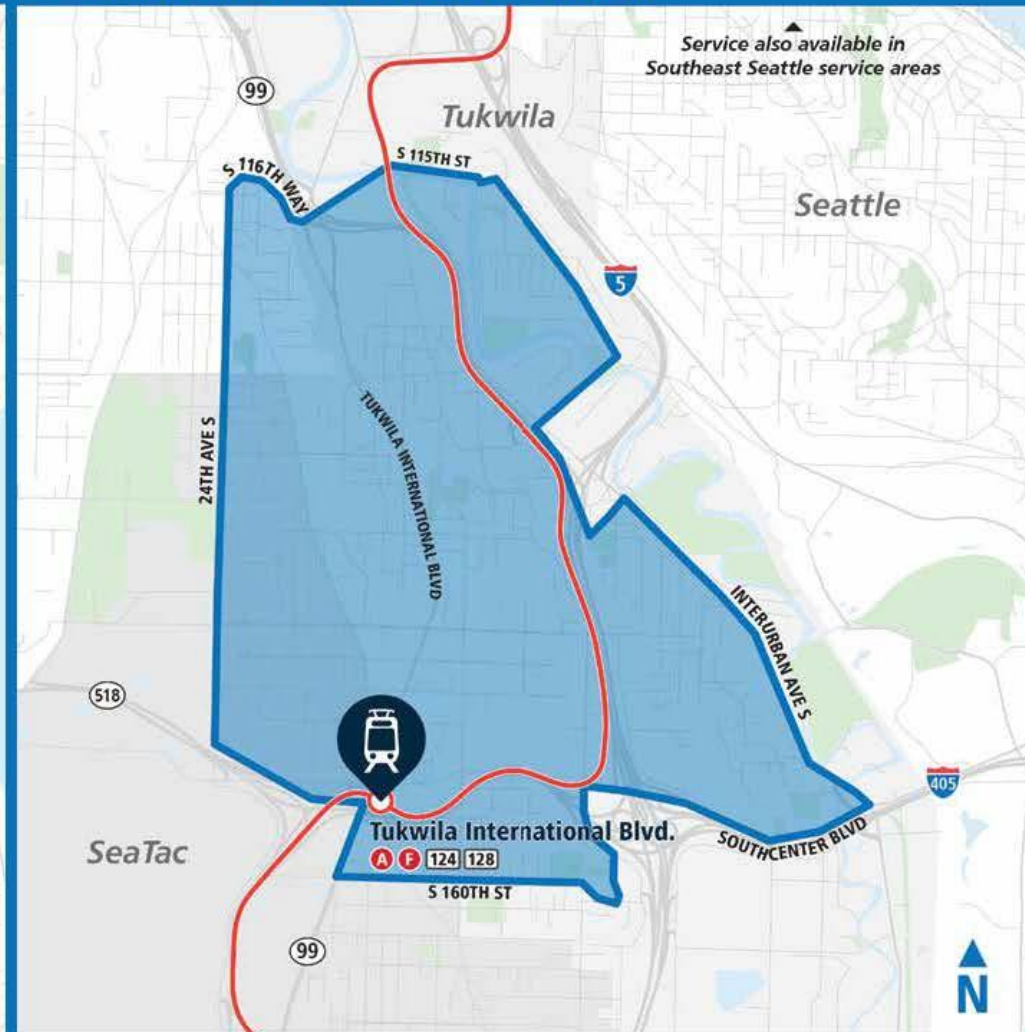 Service also available in
Southeast Seattle service areas
99
Tukwila
S 115TH ST
S 116TH WAY
Seattle
5
24TH AVE S
TUKWILA INTERNATIONAL BLVD
INTERURBAN AVE S
518
405
Tukwila International Blvd.
A F 124 128
SOUTHCENTER BLVD
SeaTac
S 160TH ST
99
N